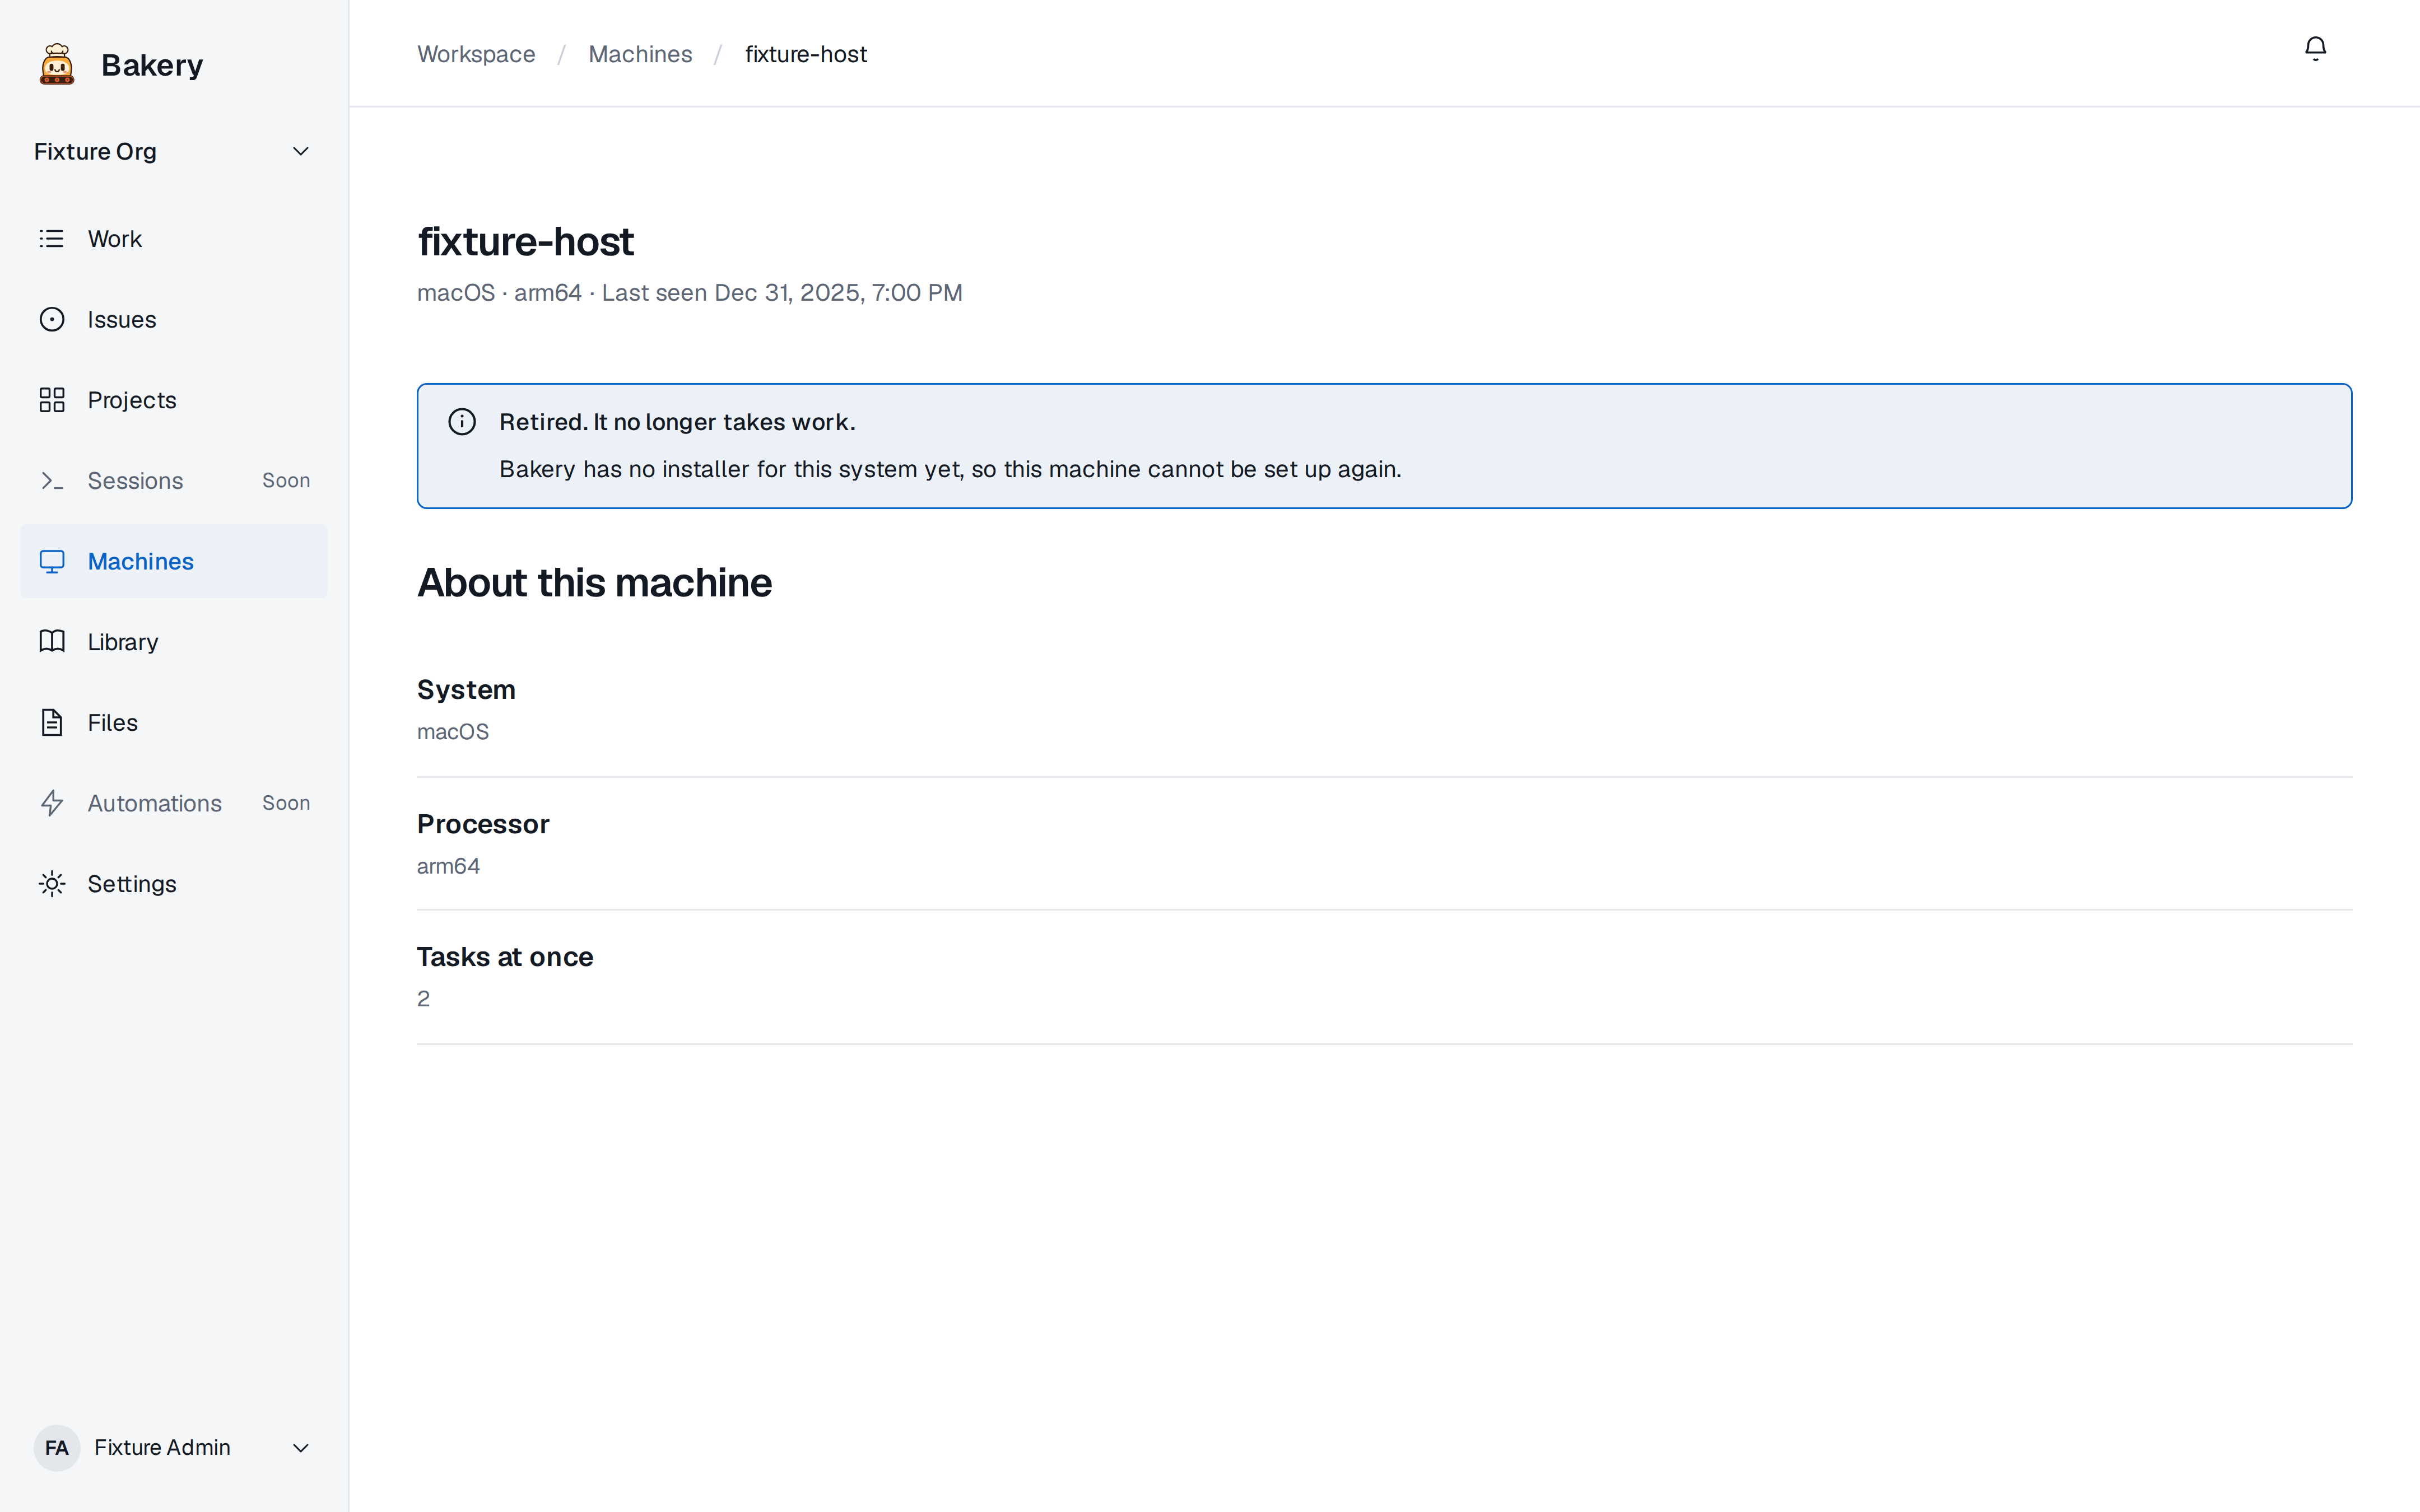 Bakery
Fixture Org
Work
Issues
Projects
Sessions Soon
Machines
Library
Files
Automations Soon
Settings
FA Fixture Admin
Workspace / Machines / fixture-host
fixture-host
macOS · arm64 · Last seen Dec 31, 2025, 7:00 PM
Retired. It no longer takes work.
Bakery has no installer for this system yet, so this machine cannot be set up again.
About this machine
System
macOS
Processor
arm64
Tasks at once
2